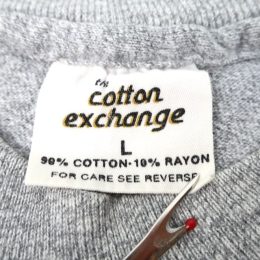 the
cotton
exchange
L
90% COTTON·10% RAYON
FOR CARE SEE REVERSE